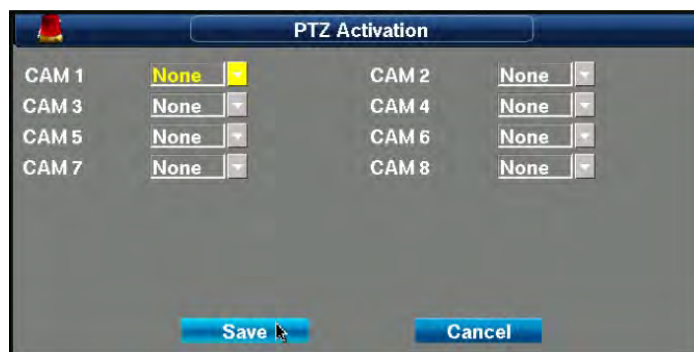 PTZ Activation
CAM 1 None CAM 2 None
CAM 3 None CAM 4 None
CAM 5 None CAM 6 None
CAM 7 None CAM 8 None
Save Cancel